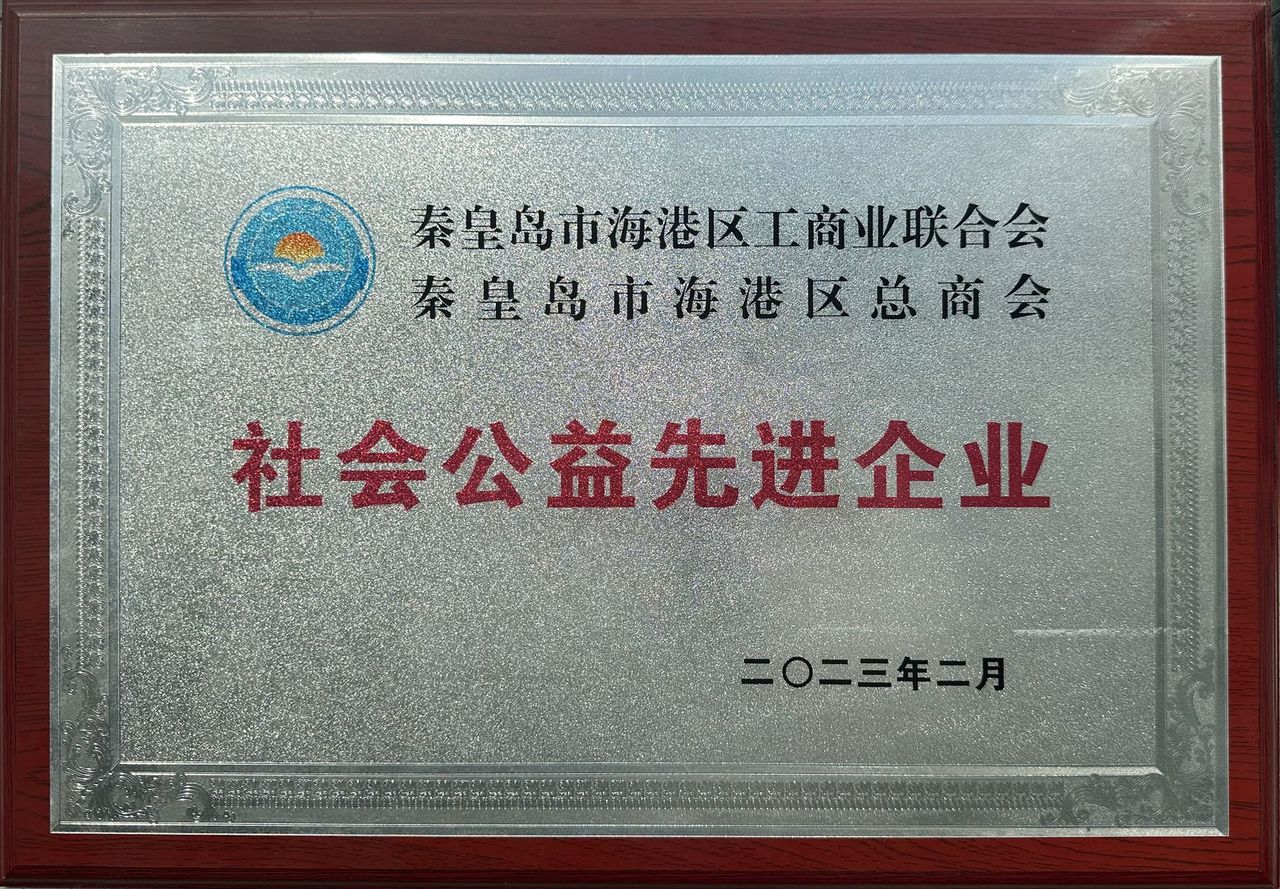 秦皇岛市海港区工商业联合会
秦皇岛市海港区总商会
社会公益先进企业
二〇二三年二月